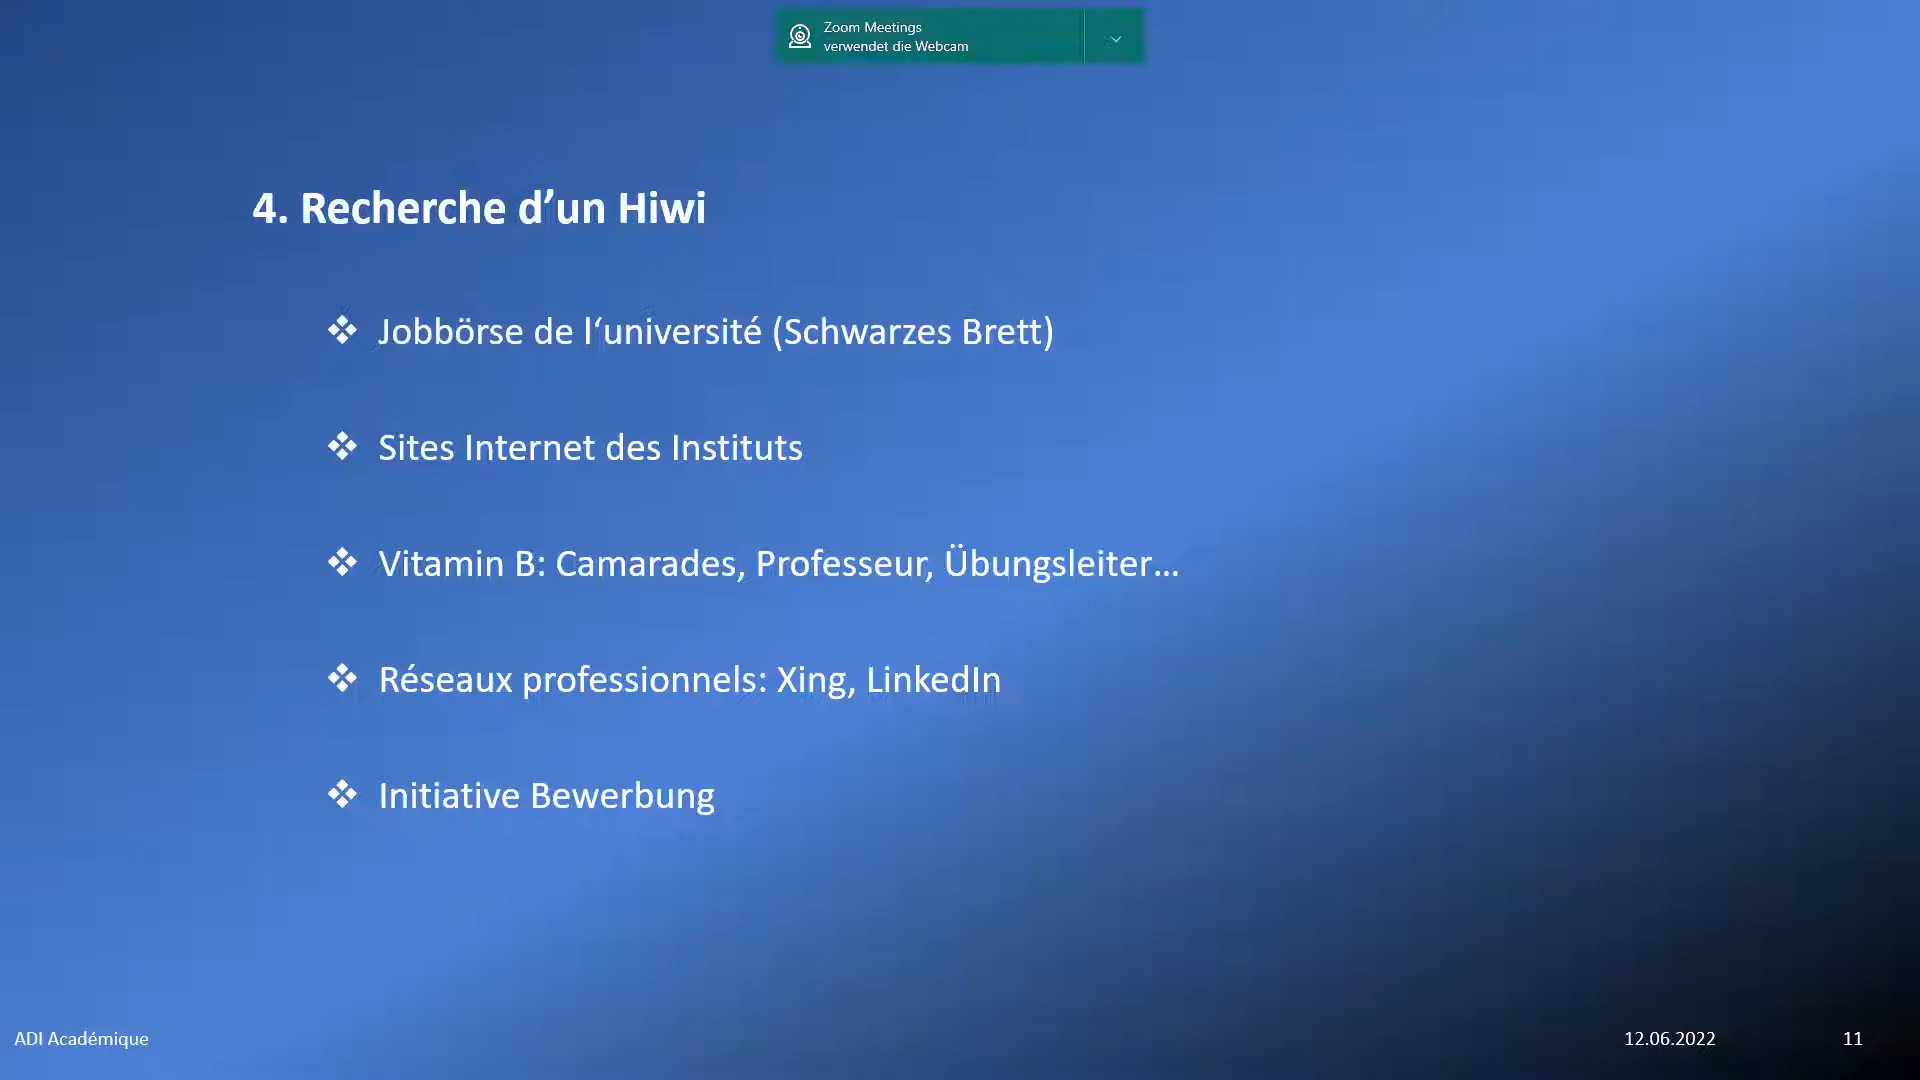 Zoom Meetings
verwendet die Webcam
4. Recherche d’un Hiwi
❖ Jobbörse de l‘université (Schwarzes Brett)
❖ Sites Internet des Instituts
❖ Vitamin B: Camarades, Professeur, Übungsleiter…
❖ Réseaux professionnels: Xing, LinkedIn
❖ Initiative Bewerbung
ADI Académique
12.06.2022
11